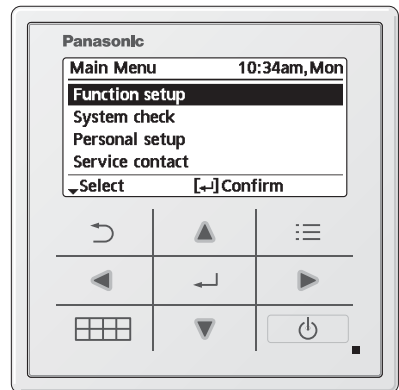 Panasonic
Main Menu 10:34am,Mon
Function setup
System check
Personal setup
Service contact
Select [↵]Confirm